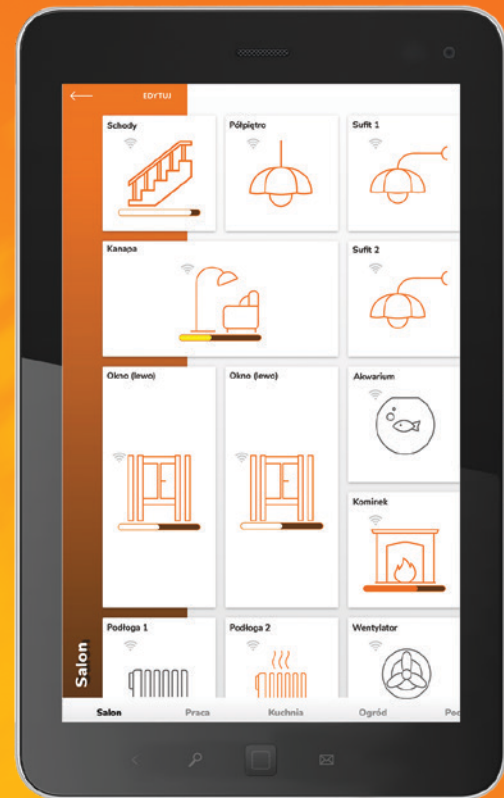 EDYTUJ
Schody
Półpiętro
Sufit 1
Kanapa
Sufit 2
Okno (lewo)
Okno (lewo)
Akwarium
Kominek
Podłoga 1
Podłoga 2
Wentylator
Salon
Salon Praca Kuchnia Ogród